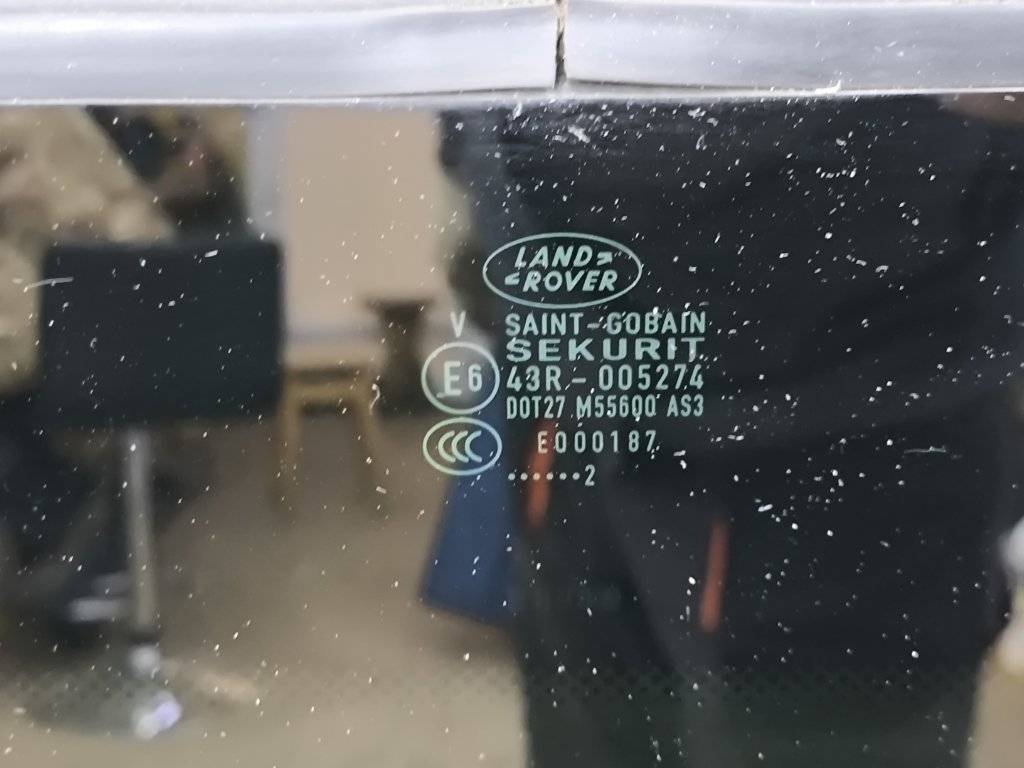 LAND
ROVER
V
SAINT-GOBAIN
SEKURIT
E6 43R-005274
DOT27 M55600 AS3
CCC E000187
......2